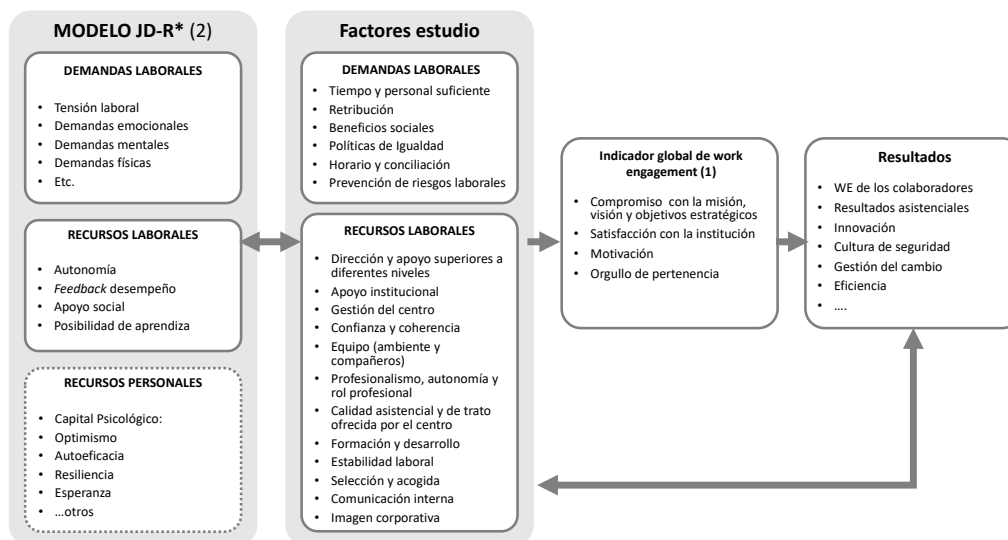 MODELO JD-R* (2)
DEMANDAS LABORALES
• Tensión laboral
• Demandas emocionales
• Demandas mentales
• Demandas físicas
• Etc.
RECURSOS LABORALES
• Autonomía
• Feedback desempeño
• Apoyo social
• Posibilidad de aprendiza
RECURSOS PERSONALES
• Capital Psicológico:
• Optimismo
• Autoeficacia
• Resiliencia
• Esperanza
• ...otros
Factores estudio
DEMANDAS LABORALES
• Tiempo y personal suficiente
• Retribución
• Beneficios sociales
• Políticas de Igualdad
• Horario y conciliación
• Prevención de riesgos laborales
RECURSOS LABORALES
• Dirección y apoyo superiores a
diferentes niveles
• Apoyo institucional
• Gestión del centro
• Confianza y coherencia
• Equipo (ambiente y
compañeros)
• Profesionalismo, autonomía y
rol profesional
• Calidad asistencial y de trato
ofrecida por el centro
• Formación y desarrollo
• Estabilidad laboral
• Selección y acogida
• Comunicación interna
• Imagen corporativa
Indicador global de work
engagement (1)
• Compromiso con la misión,
visión y objetivos estratégicos
• Satisfacción con la institución
• Motivación
• Orgullo de pertenencia
Resultados
• WE de los colaboradores
• Resultados asistenciales
• Innovación
• Cultura de seguridad
• Gestión del cambio
• Eficiencia
• ....